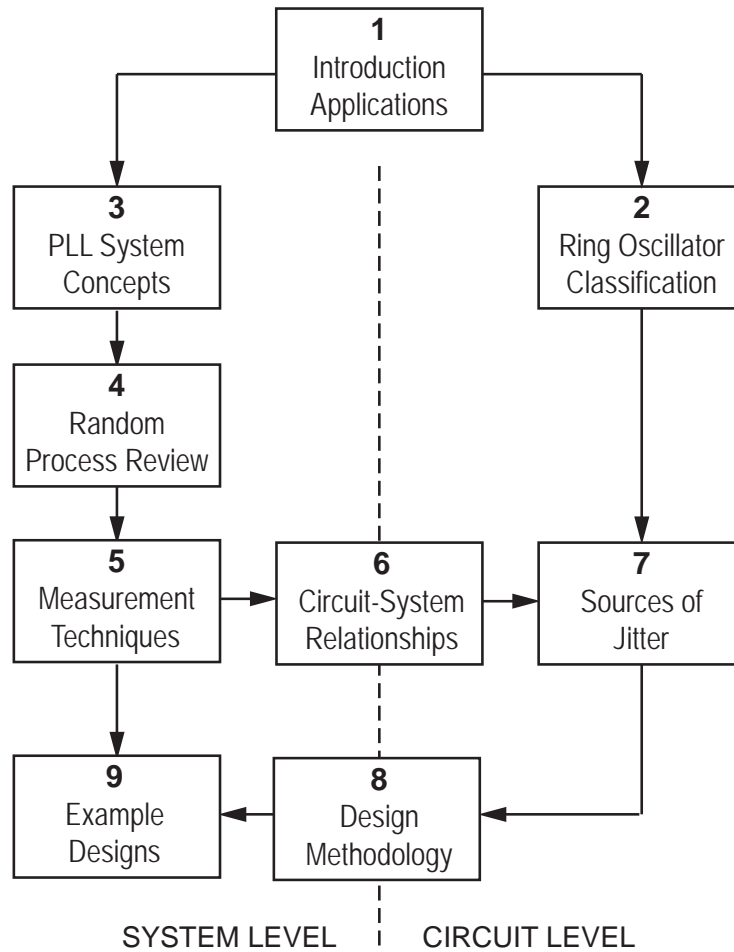 1
Introduction
Applications
3
PLL System
Concepts
2
Ring Oscillator
Classification
4
Random
Process Review
5
Measurement
Techniques
6
Circuit-System
Relationships
7
Sources of
Jitter
9
Example
Designs
8
Design
Methodology
SYSTEM LEVEL
CIRCUIT LEVEL